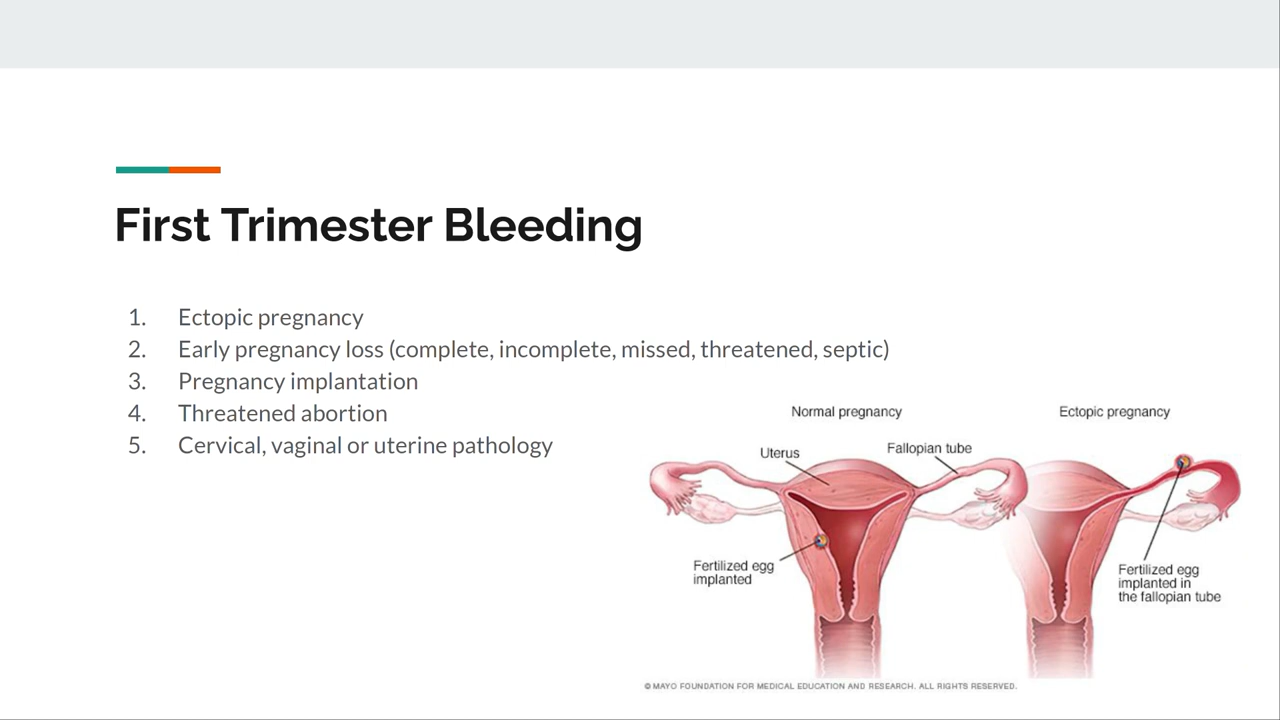 First Trimester Bleeding
1. Ectopic pregnancy
2. Early pregnancy loss (complete, incomplete, missed, threatened, septic)
3. Pregnancy implantation
4. Threatened abortion
5. Cervical, vaginal or uterine pathology
Normal pregnancy
Uterus
Fallopian tube
Fertilized egg
implanted
Ectopic pregnancy
Fertilized egg
implanted in
the fallopian tube
© MAYO FOUNDATION FOR MEDICAL EDUCATION AND RESEARCH. ALL RIGHTS RESERVED.